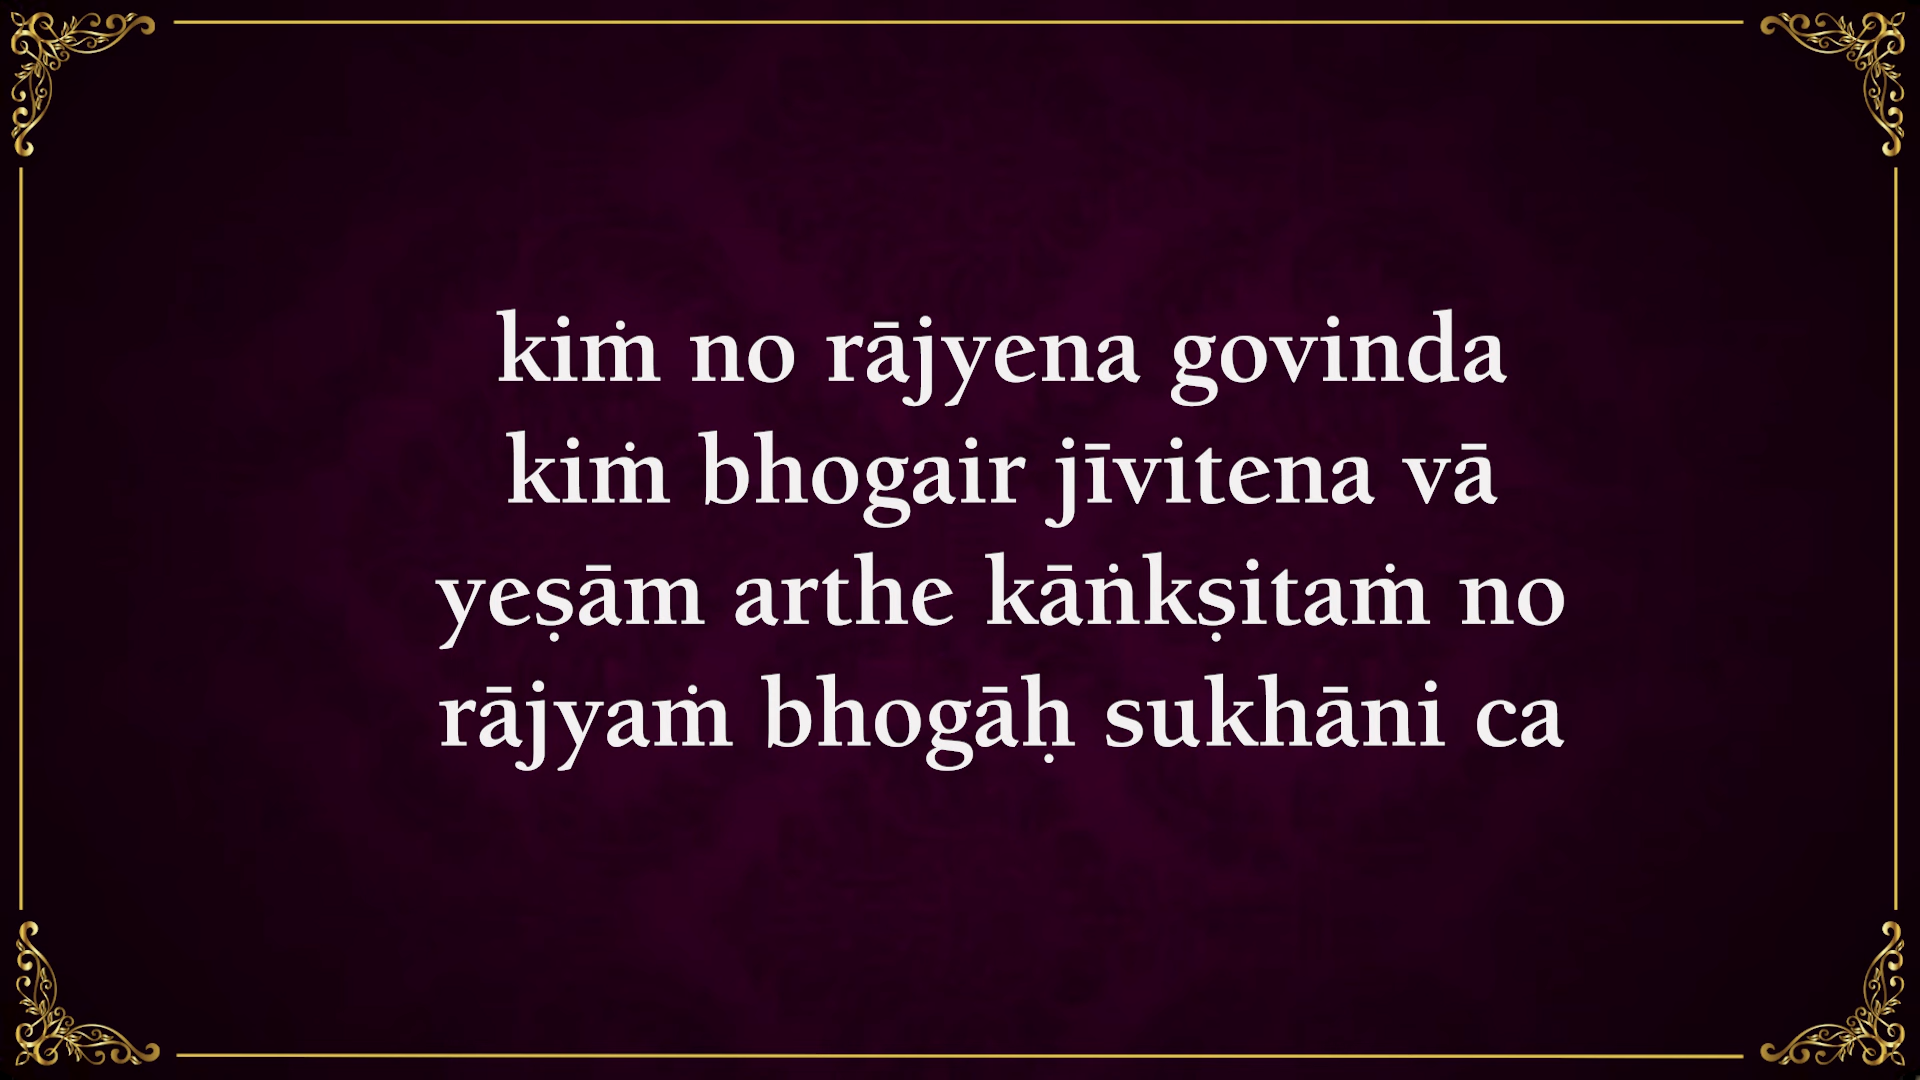 kiṁ no rājyena govinda
kiṁ bhogair jīvitena vā
yeṣām arthe kāṅkṣitaṁ no
rājyaṁ bhogāḥ sukhāni ca